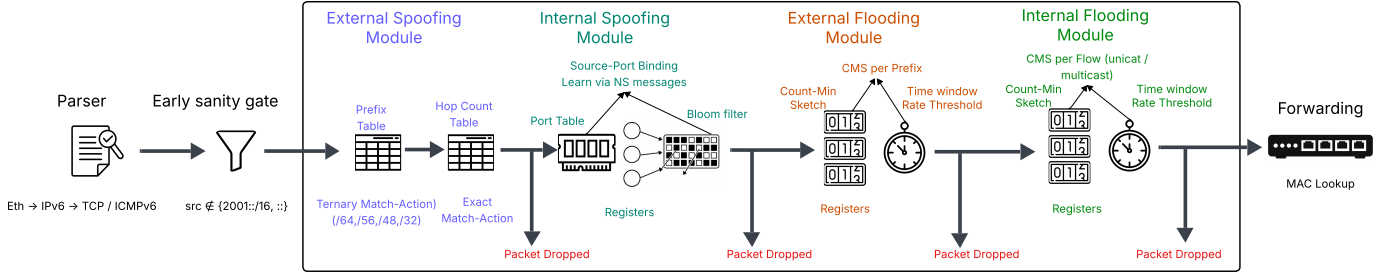 External Spoofing
Module
Internal Spoofing
Module
External Flooding
Module
Internal Flooding
Module
Parser
Early sanity gate
Prefix
Table
Hop Count
Table
Source-Port Binding
Learn via NS messages
Port Table
Bloom filter
CMS per Prefix
Count-Min
Sketch
Time window
Rate Threshold
CMS per Flow (unicat /
multicast)
Count-Min
Sketch
Time window
Rate Threshold
Forwarding
MAC Lookup
Eth → IPv6 → TCP / ICMPv6
src ∉ {2001::/16, ::}
Ternary Match-Action)
(/64,/56,/48,/32)
Exact
Match-Action
Registers
Registers
Registers
Packet Dropped
Packet Dropped
Packet Dropped
Packet Dropped